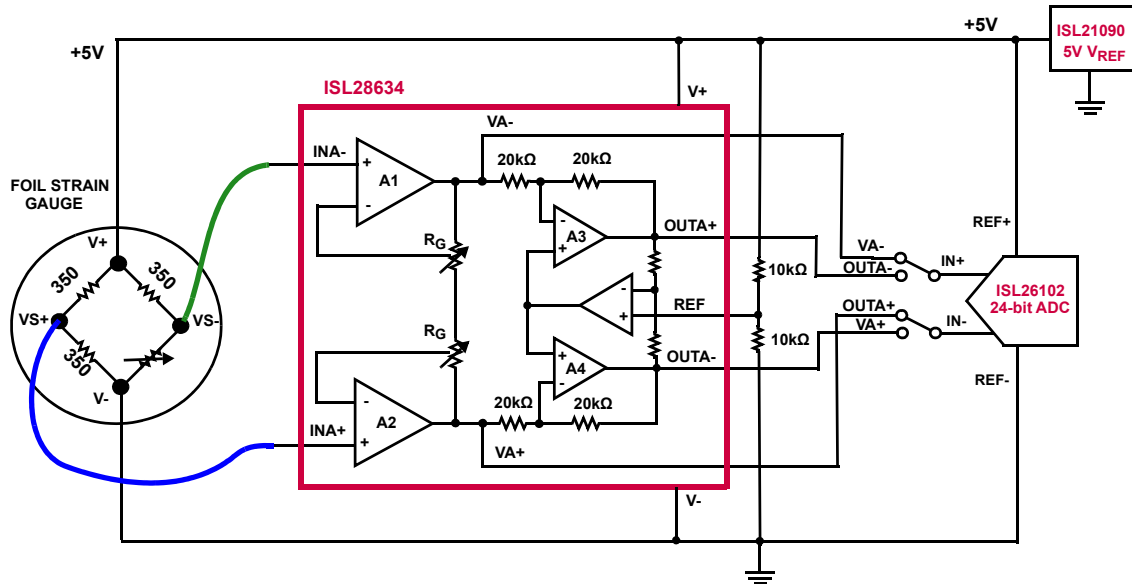 +5V
+5V
ISL21090
5V VREF
ISL28634
V+
VA-
INA-
+
A1
-
20kΩ
20kΩ
FOIL STRAIN
GAUGE
V+
350
350
VS+
VS-
350
V-
RG
-
A3
+
OUTA+
-
REF
+
10kΩ
10kΩ
RG
+
A4
-
OUTA-
-
A2
+
INA+
20kΩ
20kΩ
VA+
V-
REF+
VA-
OUTA-
IN+
OUTA+
VA+
IN-
ISL26102
24-bit ADC
REF-